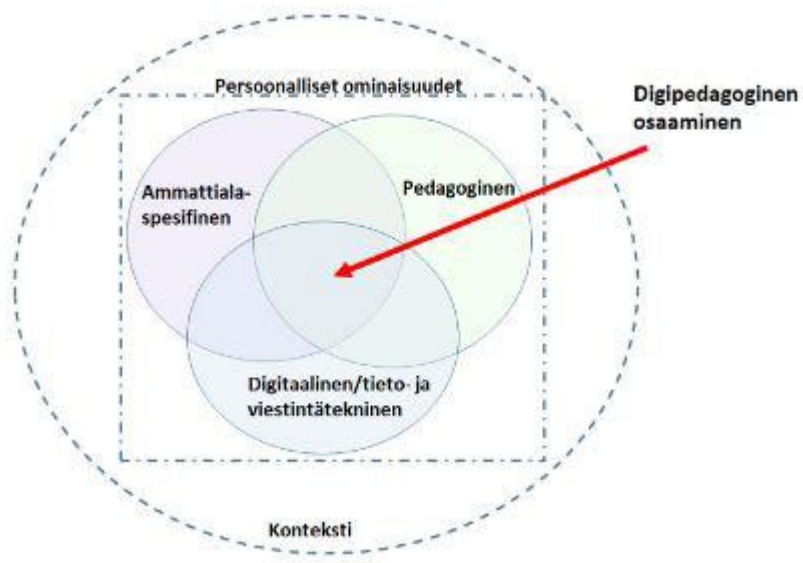 Persoonalliset ominaisuudet
Digipedagoginen
osaaminen
Ammattiala-
spesifinen
Pedagoginen
Digitaalinen/tieto- ja
viestintätekninen
Konteksti